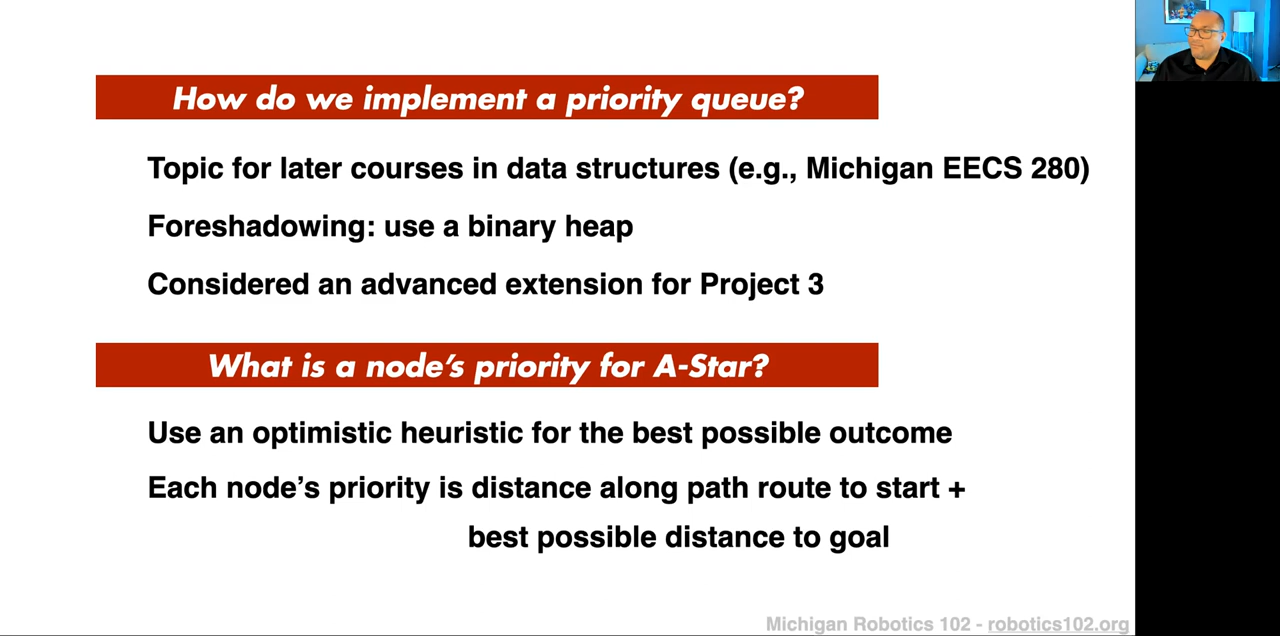 How do we implement a priority queue?
Topic for later courses in data structures (e.g., Michigan EECS 280)
Foreshadowing: use a binary heap
Considered an advanced extension for Project 3
What is a node’s priority for A-Star?
Use an optimistic heuristic for the best possible outcome
Each node’s priority is distance along path route to start +
best possible distance to goal
Michigan Robotics 102 - robotics102.org